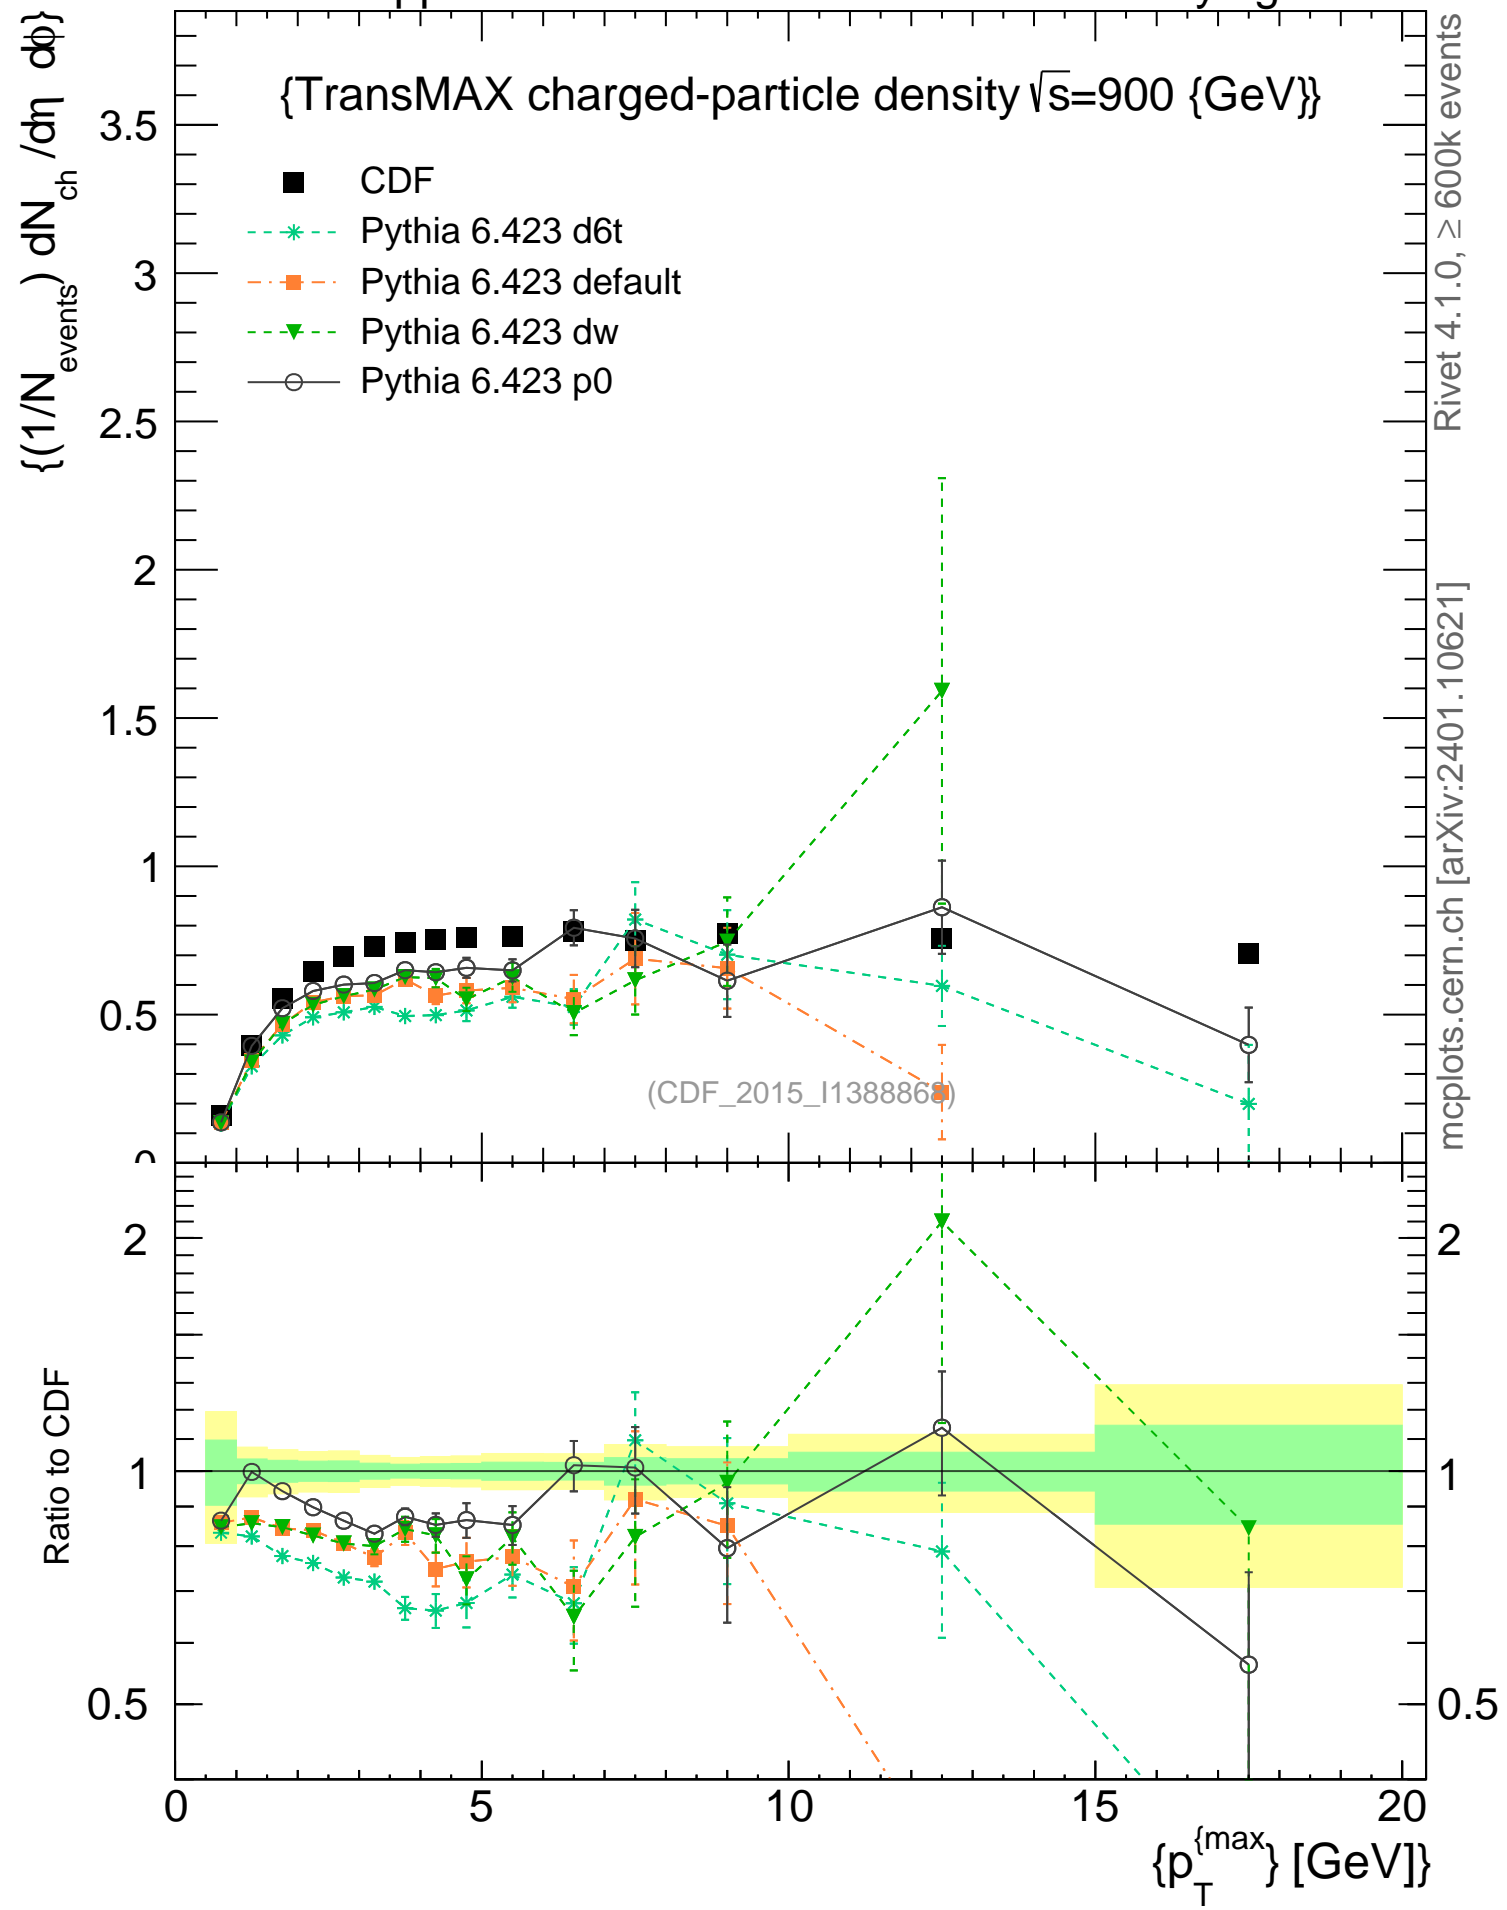 {TransMAX charged-particle density √s=900 {GeV}}
{(1/N_events) dN_ch/dη dϕ}
3.5
3
2.5
2
1.5
1
0.5
0
CDF
Pythia 6.423 d6t
Pythia 6.423 default
Pythia 6.423 dw
Pythia 6.423 p0
(CDF_2015_I1388868)
Rivet 4.1.0, ≥ 600k events
mcplots.cern.ch [arXiv:2401.10621]
Ratio to CDF
2
1
0.5
2
1
0.5
0
5
10
15
20
{p_T^{max} [GeV]}